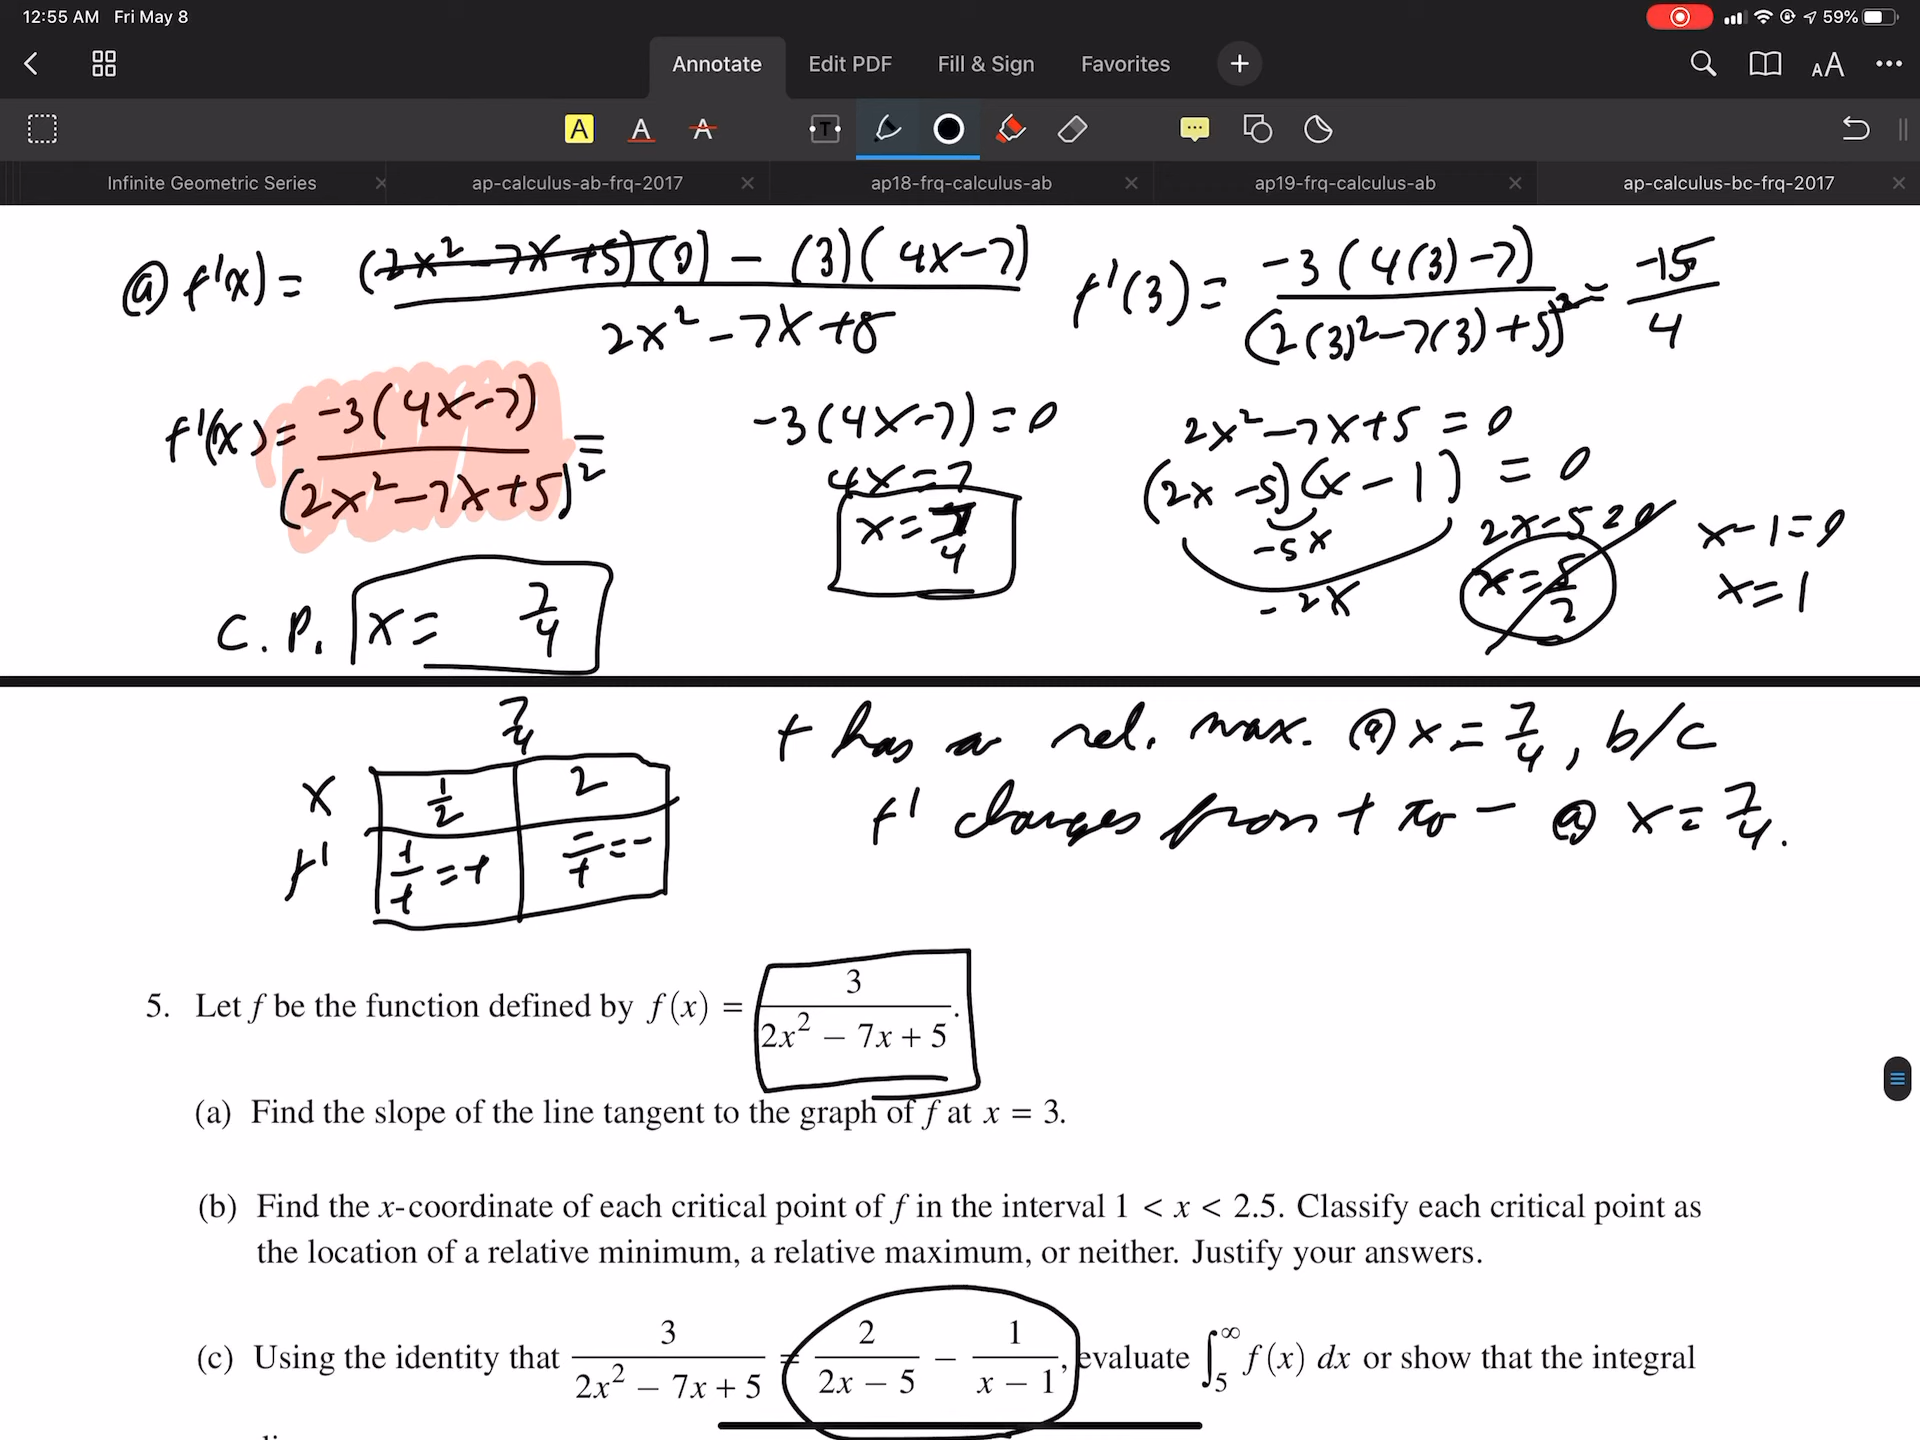 12:55 AM Fri May 8
59%
Annotate Edit PDF Fill & Sign Favorites +
AA
A A A T
Infinite Geometric Series × ap-calculus-ab-frq-2017 × ap18-frq-calculus-ab × ap19-frq-calculus-ab × ap-calculus-bc-frq-2017 ×
(a) f'(x) = ((2x² - 7x + 5)(0) - (3)(4x-7)) / (2x² - 7x + 5)
f'(3) = -3(4(3)-7) / (2(3)²-7(3)+5)² = -15/4
f'(x) = -3(4x-7) / (2x²-7x+5)² =
-3(4x-7) = 0
4x = 7
x = 7/4
2x²-7x+5 = 0
(2x-5)(x-1) = 0
-5x
-2x
2x-5=0
x = 5/2
x-1=0
x=1
C.P. x = 7/4
7/4
x 1/2 2
f' +/+ = + -/+ = -
f has a rel. max. @ x = 7/4, b/c
f' changes from + to - @ x = 7/4.
5. Let f be the function defined by f(x) = 3 / (2x² − 7x + 5).
(a) Find the slope of the line tangent to the graph of f at x = 3.
(b) Find the x-coordinate of each critical point of f in the interval 1 < x < 2.5. Classify each critical point as
the location of a relative minimum, a relative maximum, or neither. Justify your answers.
(c) Using the identity that 3 / (2x² − 7x + 5) = 2 / (2x − 5) − 1 / (x − 1), evaluate ∫₅^∞ f(x) dx or show that the integral